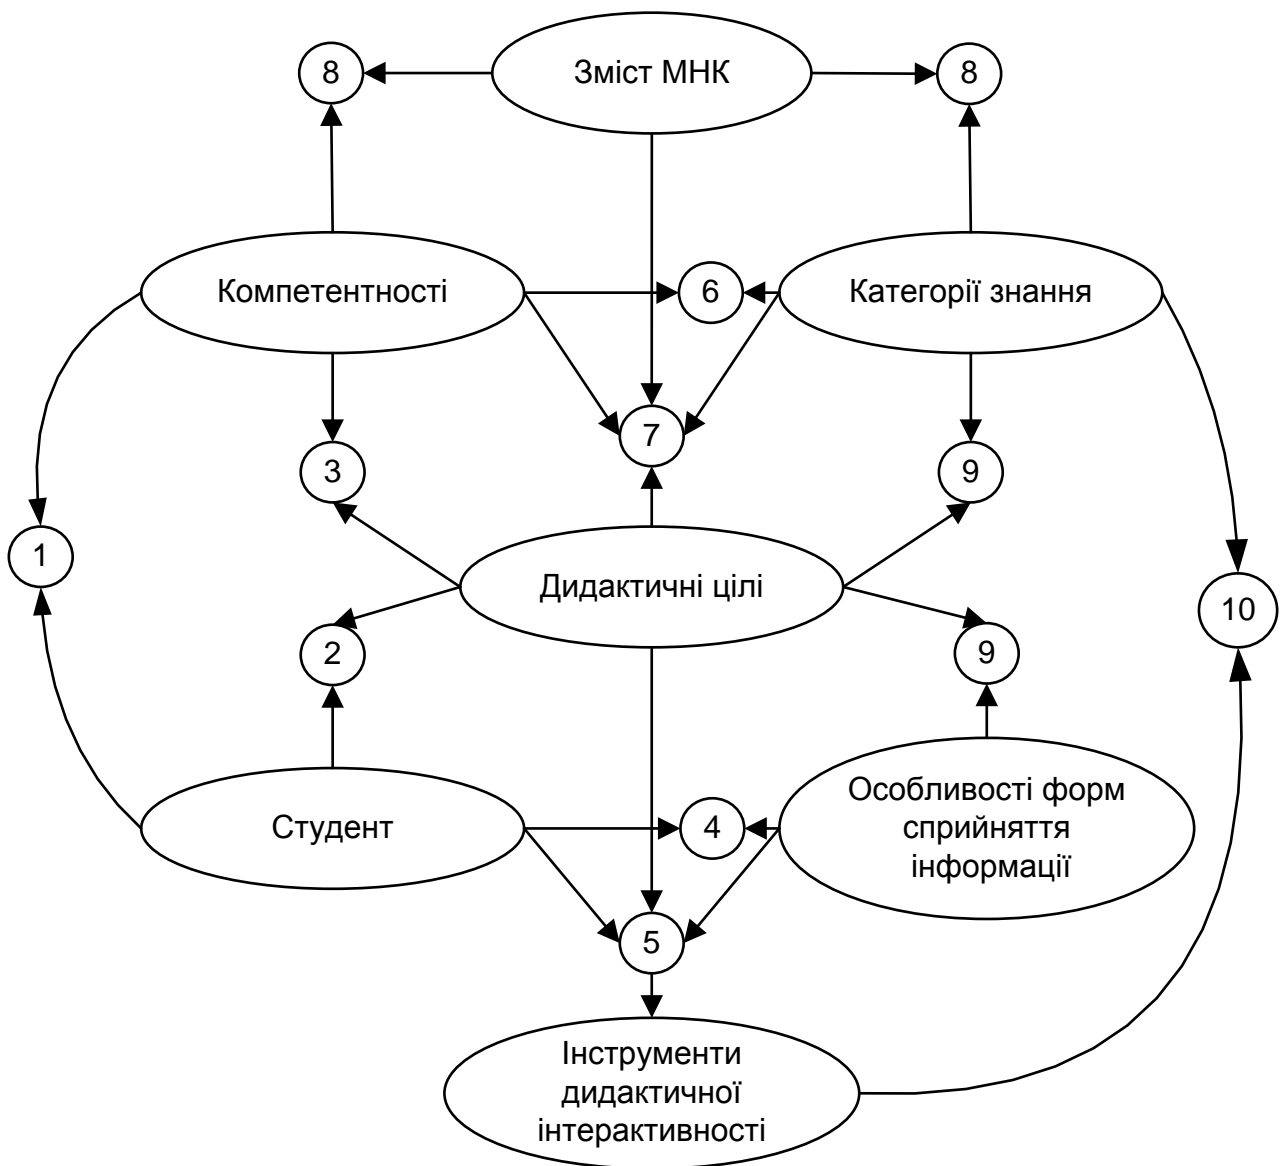 8
Зміст МНК
8
Компетентності
6
Категорії знання
7
3
9
1
Дидактичні цілі
10
2
9
Студент
4
Особливості форм
сприйняття
інформації
5
Інструменти
дидактичної
інтерактивності